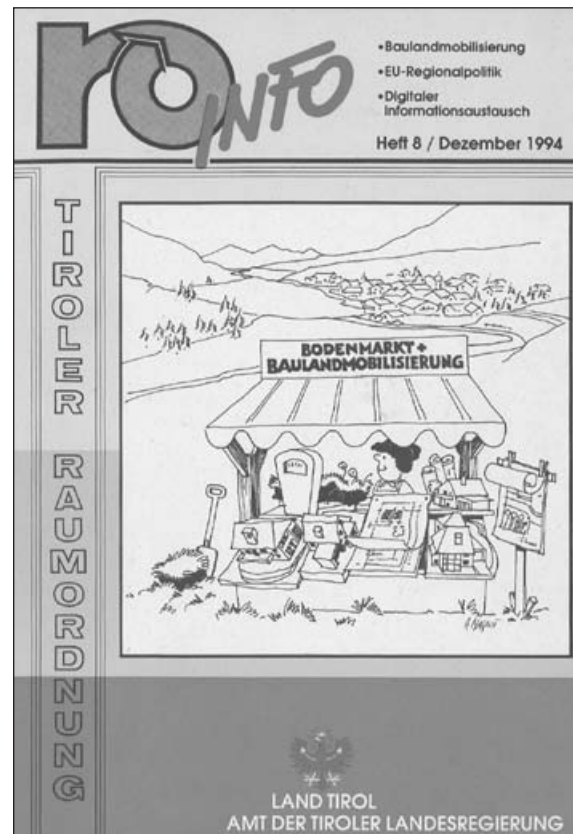 ro INFO
•Baulandmobilisierung
•EU-Regionalpolitik
•Digitaler
Informationsaustausch
Heft 8 / Dezember 1994
TIROLER RAUMORDNUNG
BODENMARKT +
BAULANDMOBILISIERUNG
LAND TIROL
AMT DER TIROLER LANDESREGIERUNG